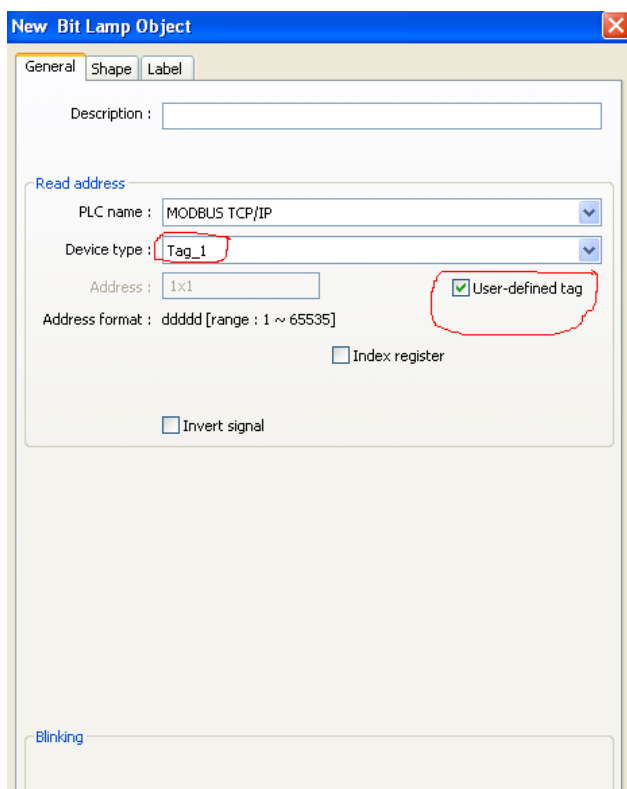 New Bit Lamp Object
General Shape Label
Description :
Read address
PLC name : MODBUS TCP/IP
Device type : Tag_1
Address : 1x1 User-defined tag
Address format : ddddd [range : 1 ~ 65535]
Index register
Invert signal
Blinking